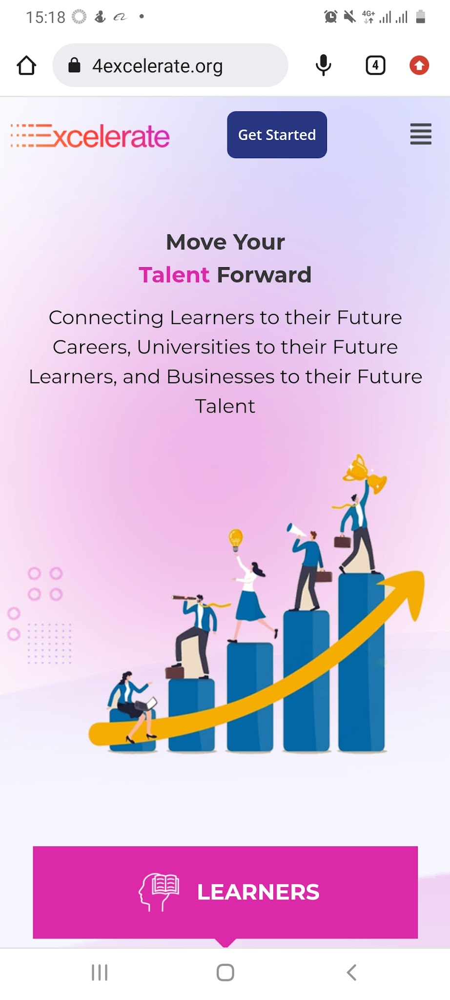 15:18
4G+
4excelerate.org
4
Excelerate
Get Started
Move Your
Talent Forward
Connecting Learners to their Future
Careers, Universities to their Future
Learners, and Businesses to their Future
Talent
LEARNERS